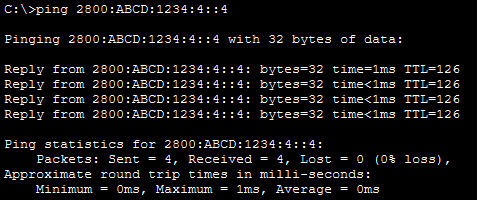 C:\>ping 2800:ABCD:1234:4::4
Pinging 2800:ABCD:1234:4::4 with 32 bytes of data:
Reply from 2800:ABCD:1234:4::4: bytes=32 time=1ms TTL=126
Reply from 2800:ABCD:1234:4::4: bytes=32 time<1ms TTL=126
Reply from 2800:ABCD:1234:4::4: bytes=32 time<1ms TTL=126
Reply from 2800:ABCD:1234:4::4: bytes=32 time<1ms TTL=126
Ping statistics for 2800:ABCD:1234:4::4:
Packets: Sent = 4, Received = 4, Lost = 0 (0% loss),
Approximate round trip times in milli-seconds:
Minimum = 0ms, Maximum = 1ms, Average = 0ms